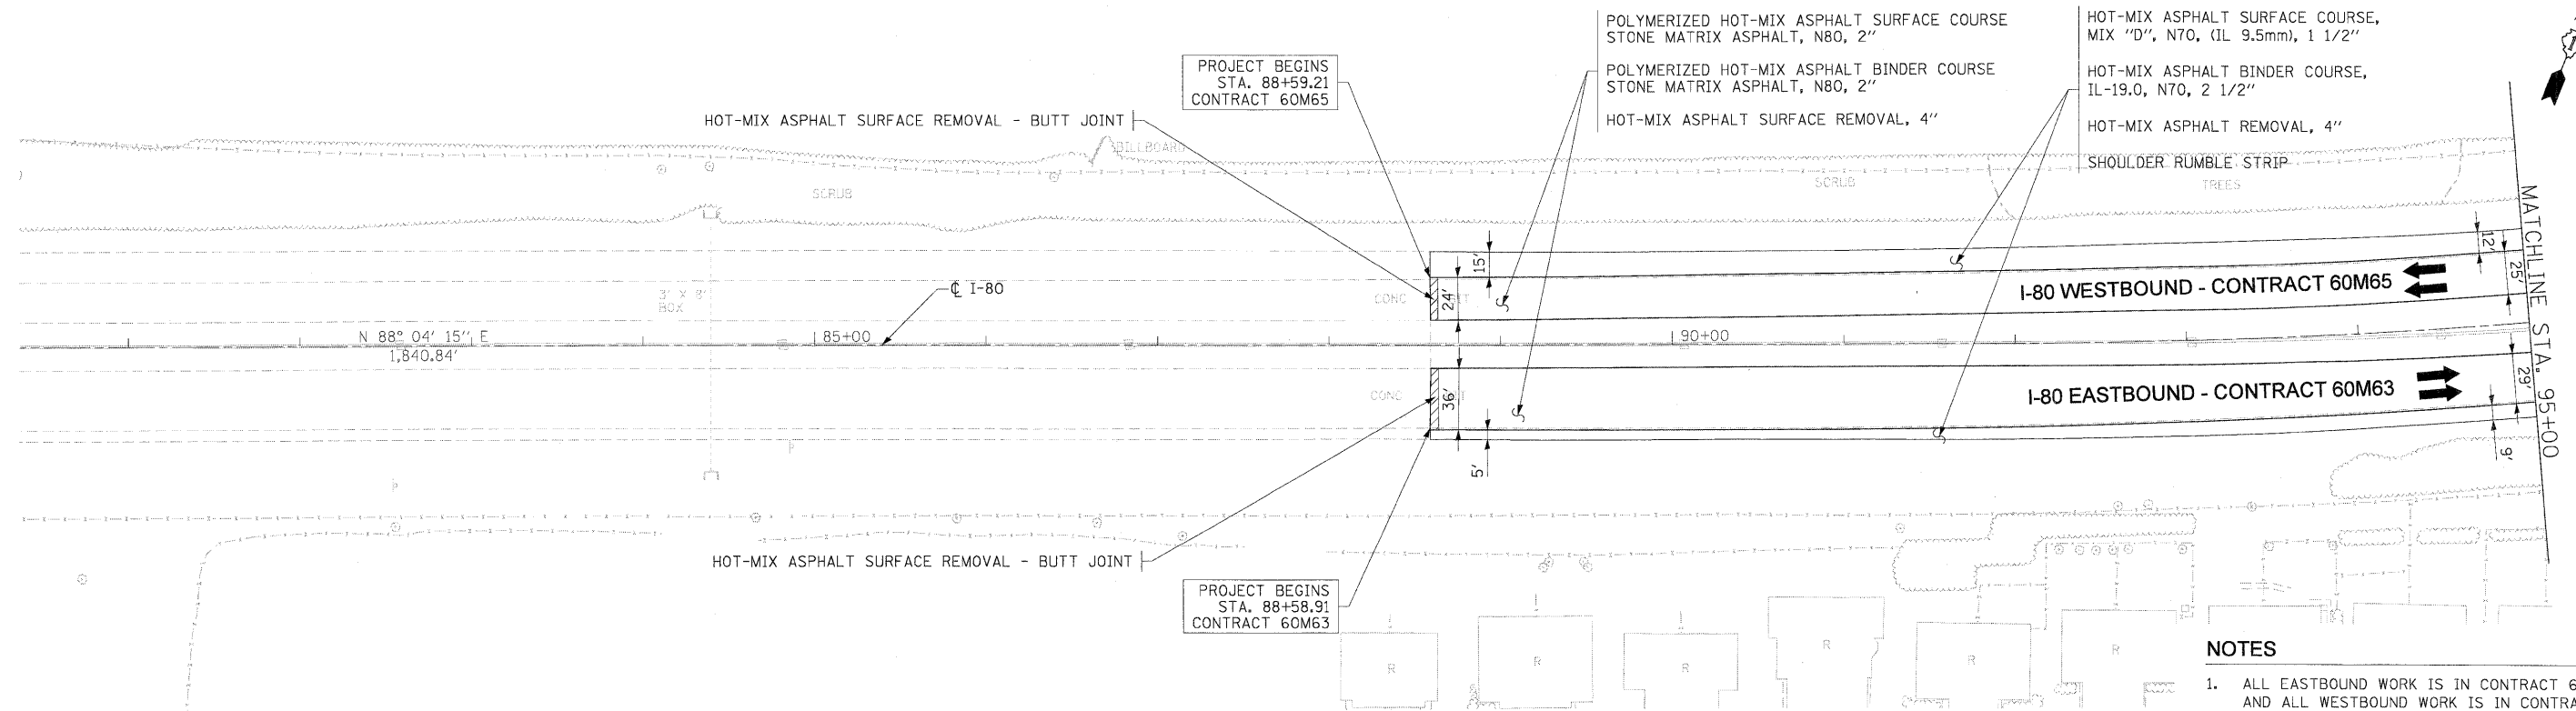 POLYMERIZED HOT-MIX ASPHALT SURFACE COURSE
STONE MATRIX ASPHALT, N80, 2"
POLYMERIZED HOT-MIX ASPHALT BINDER COURSE
STONE MATRIX ASPHALT, N80, 2"
HOT-MIX ASPHALT SURFACE REMOVAL, 4"
HOT-MIX ASPHALT SURFACE COURSE,
MIX "D", N70, (IL 9.5mm), 1 1/2"
HOT-MIX ASPHALT BINDER COURSE,
IL-19.0, N70, 2 1/2"
HOT-MIX ASPHALT REMOVAL, 4"
SHOULDER RUMBLE STRIP
PROJECT BEGINS
STA. 88+59.21
CONTRACT 60M65
HOT-MIX ASPHALT SURFACE REMOVAL - BUTT JOINT
BILLBOARD
SCRUB
SCRUB
TREES
MATCHLINE STA. 95+00
12'
25'
15'
24'
I-80 WESTBOUND - CONTRACT 60M65
℄ I-80
3' X 8'
BOX
CONC
N 88° 04' 15" E
1,840.84'
85+00
90+00
I-80 EASTBOUND - CONTRACT 60M63
29'
9'
CONC
36'
5'
P
P
HOT-MIX ASPHALT SURFACE REMOVAL - BUTT JOINT
PROJECT BEGINS
STA. 88+58.91
CONTRACT 60M63
R
R
R
R
R
R
NOTES
1. ALL EASTBOUND WORK IS IN CONTRACT 6
AND ALL WESTBOUND WORK IS IN CONTRA